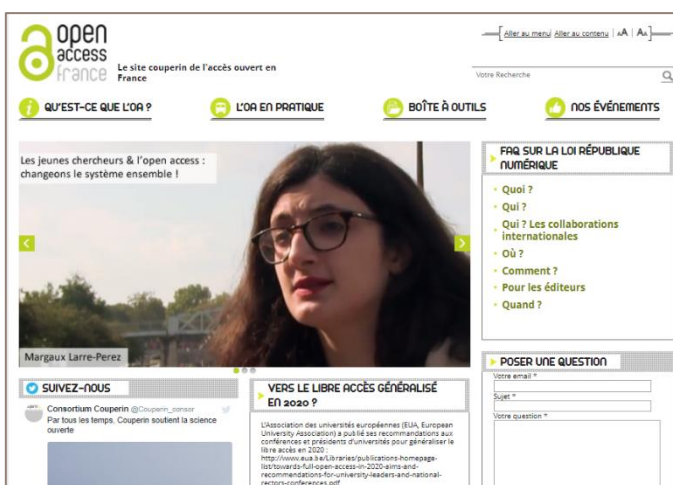 open
access
france
Le site couperin de l'accès ouvert en
France
Aller au menu Aller au contenu | AA | AA
Votre Recherche
QU'EST-CE QUE L'OA ?
L'OA EN PRATIQUE
BOÎTE À OUTILS
NOS ÉVÉNEMENTS
Les jeunes chercheurs & l'open access :
changeons le système ensemble !
Margaux Larre-Perez
FAQ SUR LA LOI RÉPUBLIQUE
NUMÉRIQUE
Quoi ?
Qui ?
Qui ? Les collaborations
internationales
Où ?
Comment ?
Pour les éditeurs
Quand ?
SUIVEZ-NOUS
Consortium Couperin @Couperin_consor
Par tous les temps, Couperin soutient la science
ouverte
VERS LE LIBRE ACCÈS GÉNÉRALISÉ
EN 2020 ?
L'Association des universités européennes (EUA, European
University Association) a publié ses recommandations aux
conférences et présidents d'universités pour généraliser le
libre accès en 2020 :
http://www.eua.be/Libraries/publications-homepage-
list/towards-full-open-access-in-2020-aims-and-
recommendations-for-university-leaders-and-national-
rectors-conferences.pdf
POSER UNE QUESTION
Votre email *
Sujet *
Votre question *